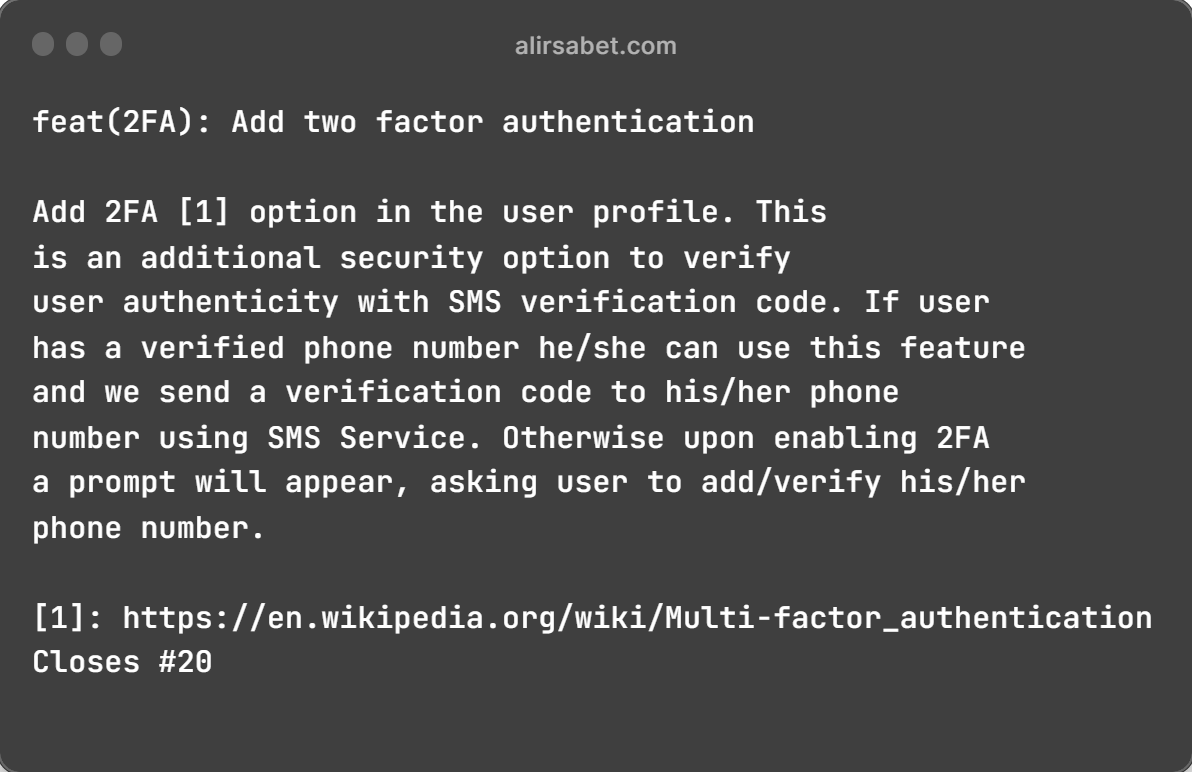 alirsabet.com
feat(2FA): Add two factor authentication
Add 2FA [1] option in the user profile. This
is an additional security option to verify
user authenticity with SMS verification code. If user
has a verified phone number he/she can use this feature
and we send a verification code to his/her phone
number using SMS Service. Otherwise upon enabling 2FA
a prompt will appear, asking user to add/verify his/her
phone number.
[1]: https://en.wikipedia.org/wiki/Multi-factor_authentication
Closes #20